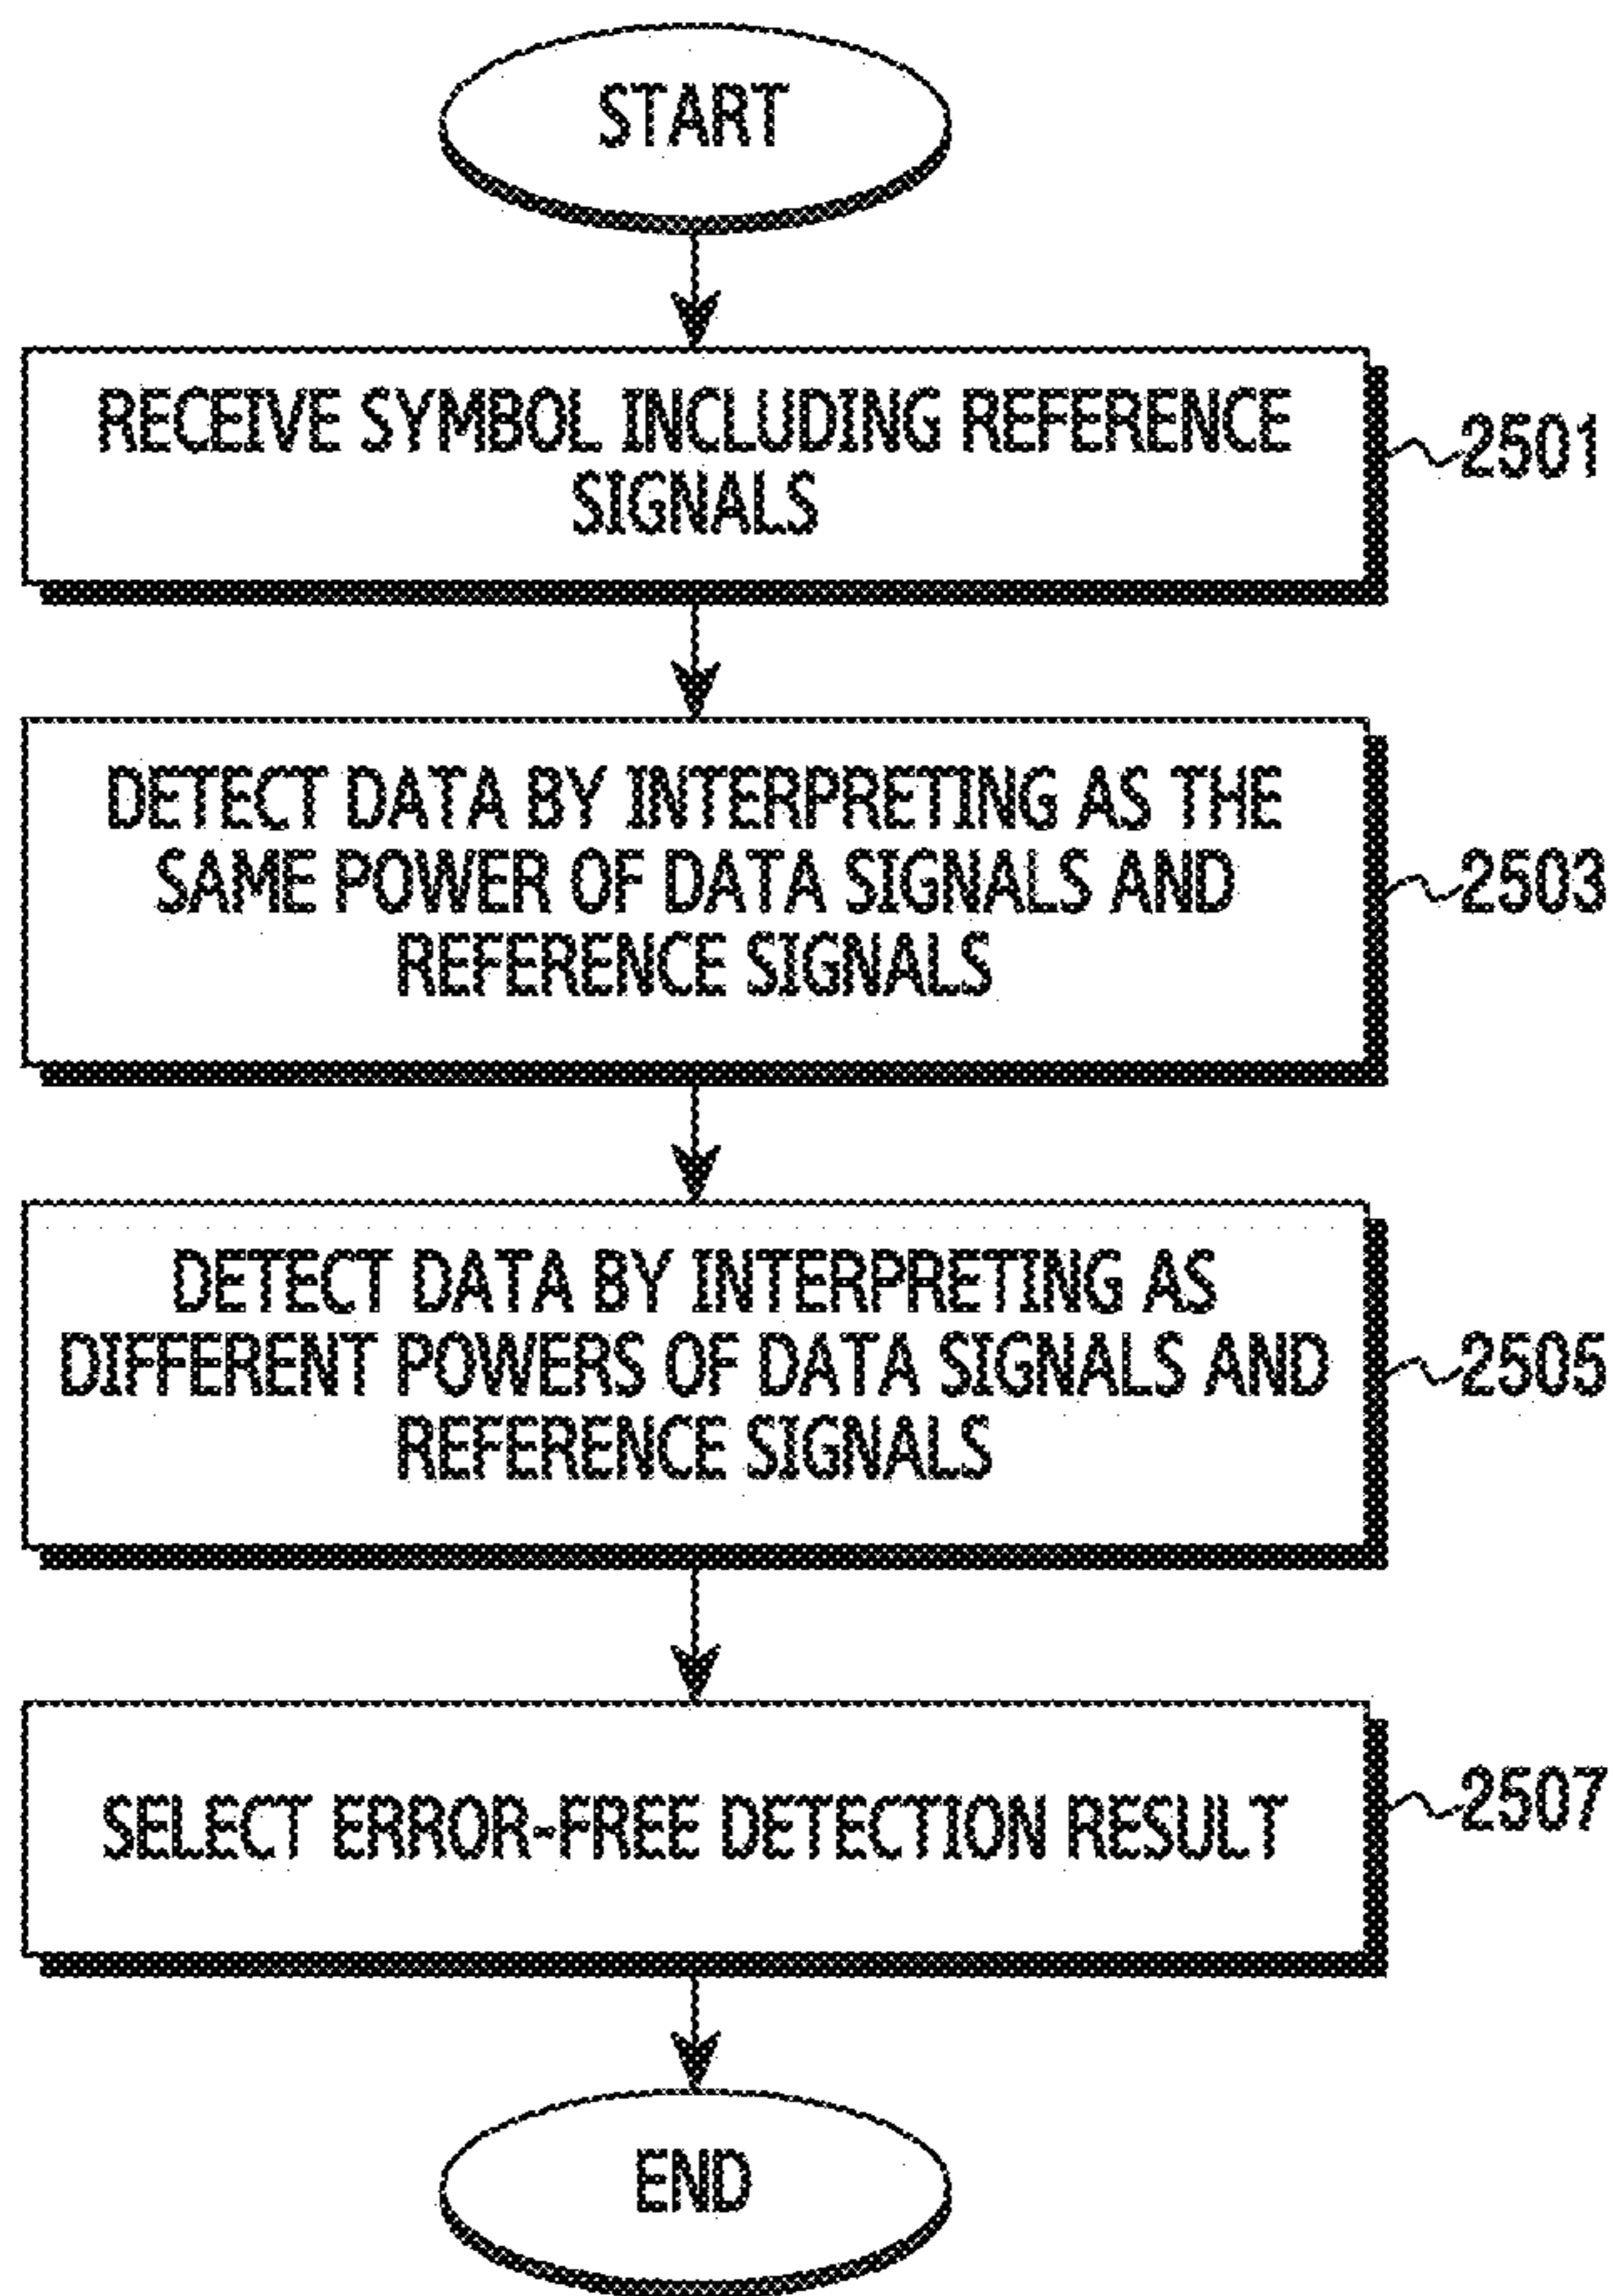 START
RECEIVE SYMBOL INCLUDING REFERENCE
SIGNALS
2501
DETECT DATA BY INTERPRETING AS THE
SAME POWER OF DATA SIGNALS AND
REFERENCE SIGNALS
2503
DETECT DATA BY INTERPRETING AS
DIFFERENT POWERS OF DATA SIGNALS AND
REFERENCE SIGNALS
2505
SELECT ERROR-FREE DETECTION RESULT
2507
END